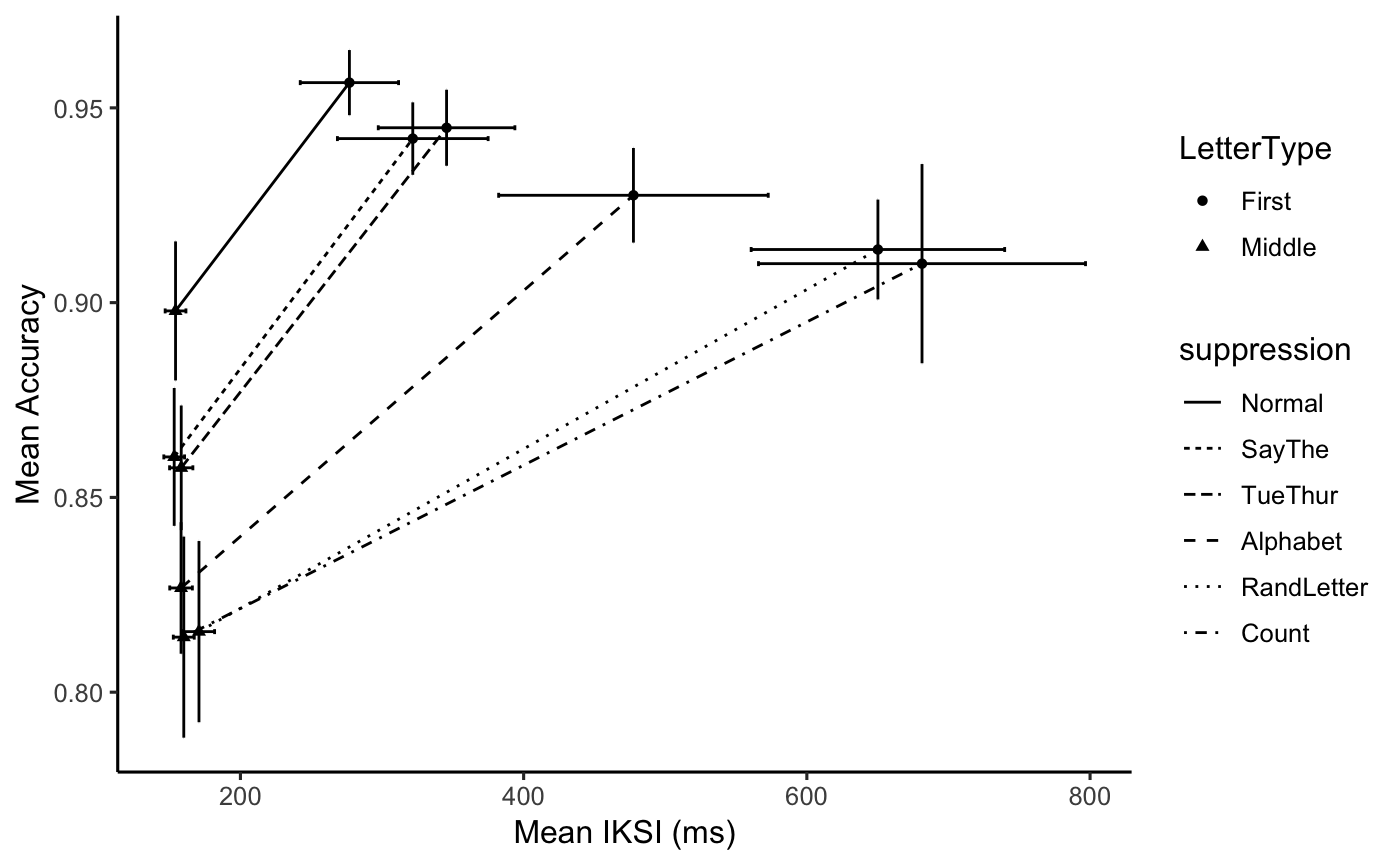 Mean Accuracy
0.95
0.90
0.85
0.80
200 400 600 800
Mean IKSI (ms)
LetterType
First
Middle
suppression
Normal
SayThe
TueThur
Alphabet
RandLetter
Count